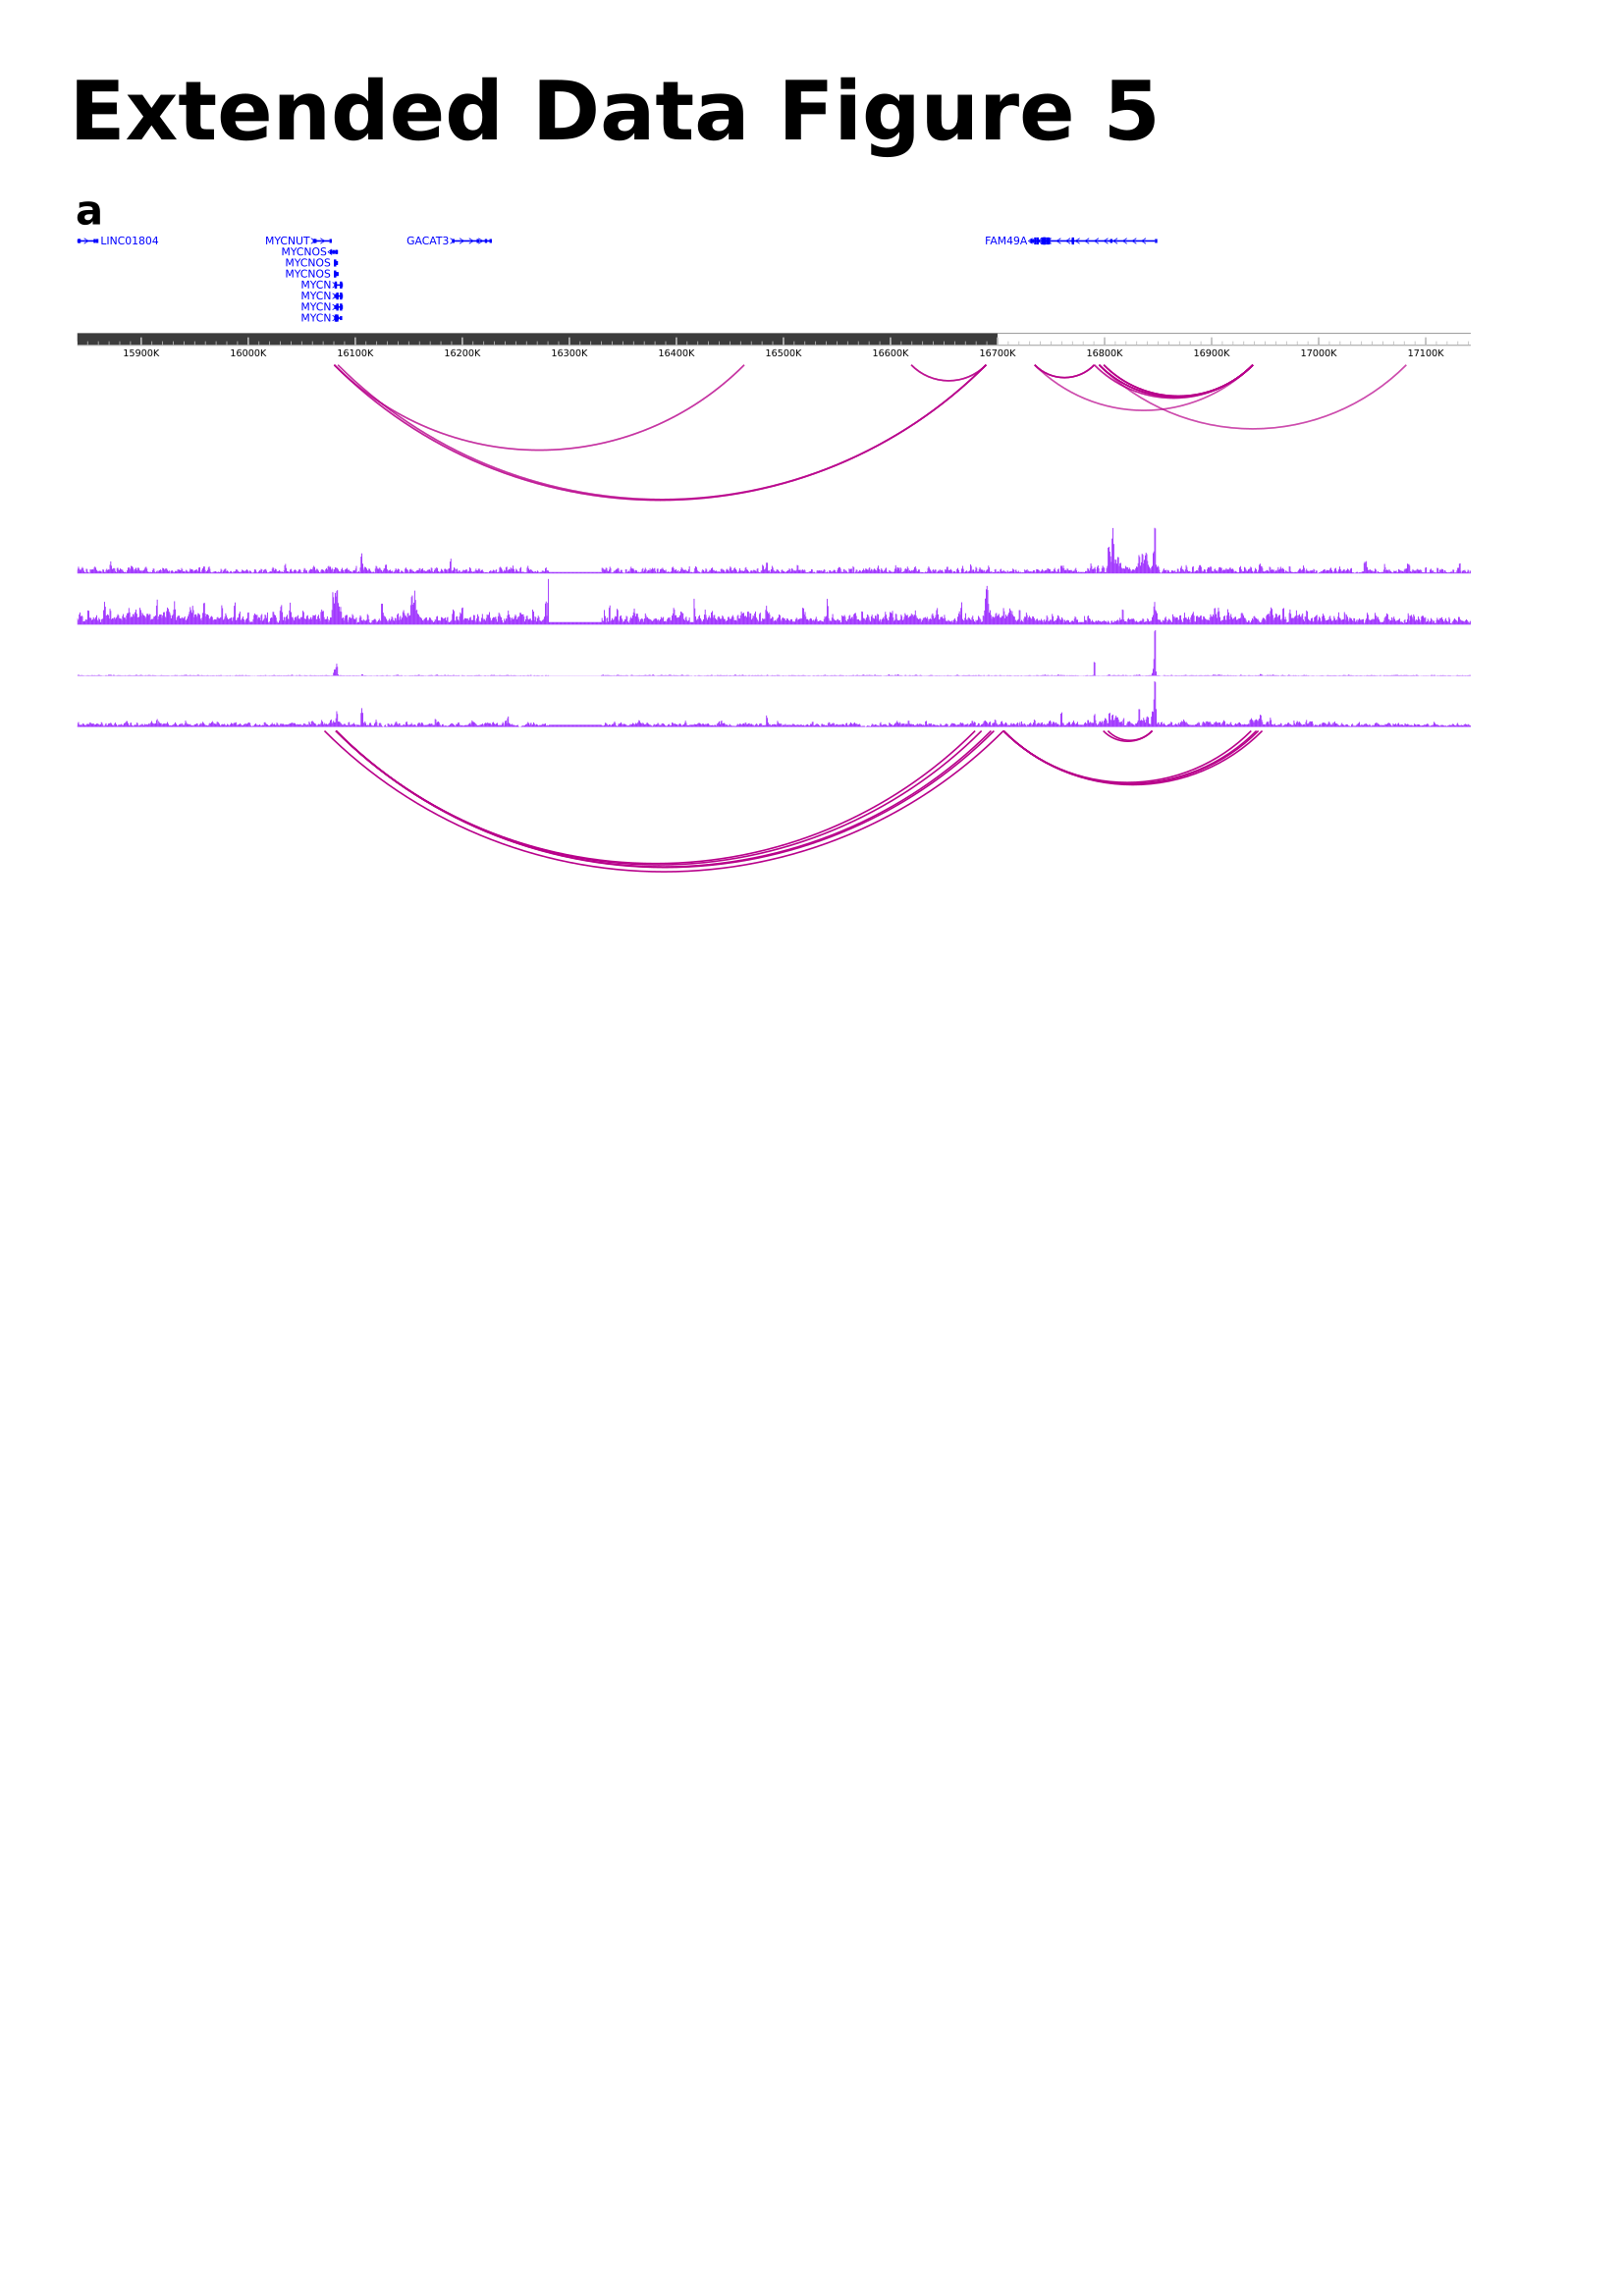 Extended Data Figure 5
a
LINC01804 MYCNUT GACAT3 FAM49A
MYCNOS
MYCNOS
MYCNOS
MYCN
MYCN
MYCN
MYCN
15900K 16000K 16100K 16200K 16300K 16400K 16500K 16600K 16700K 16800K 16900K 17000K 17100K